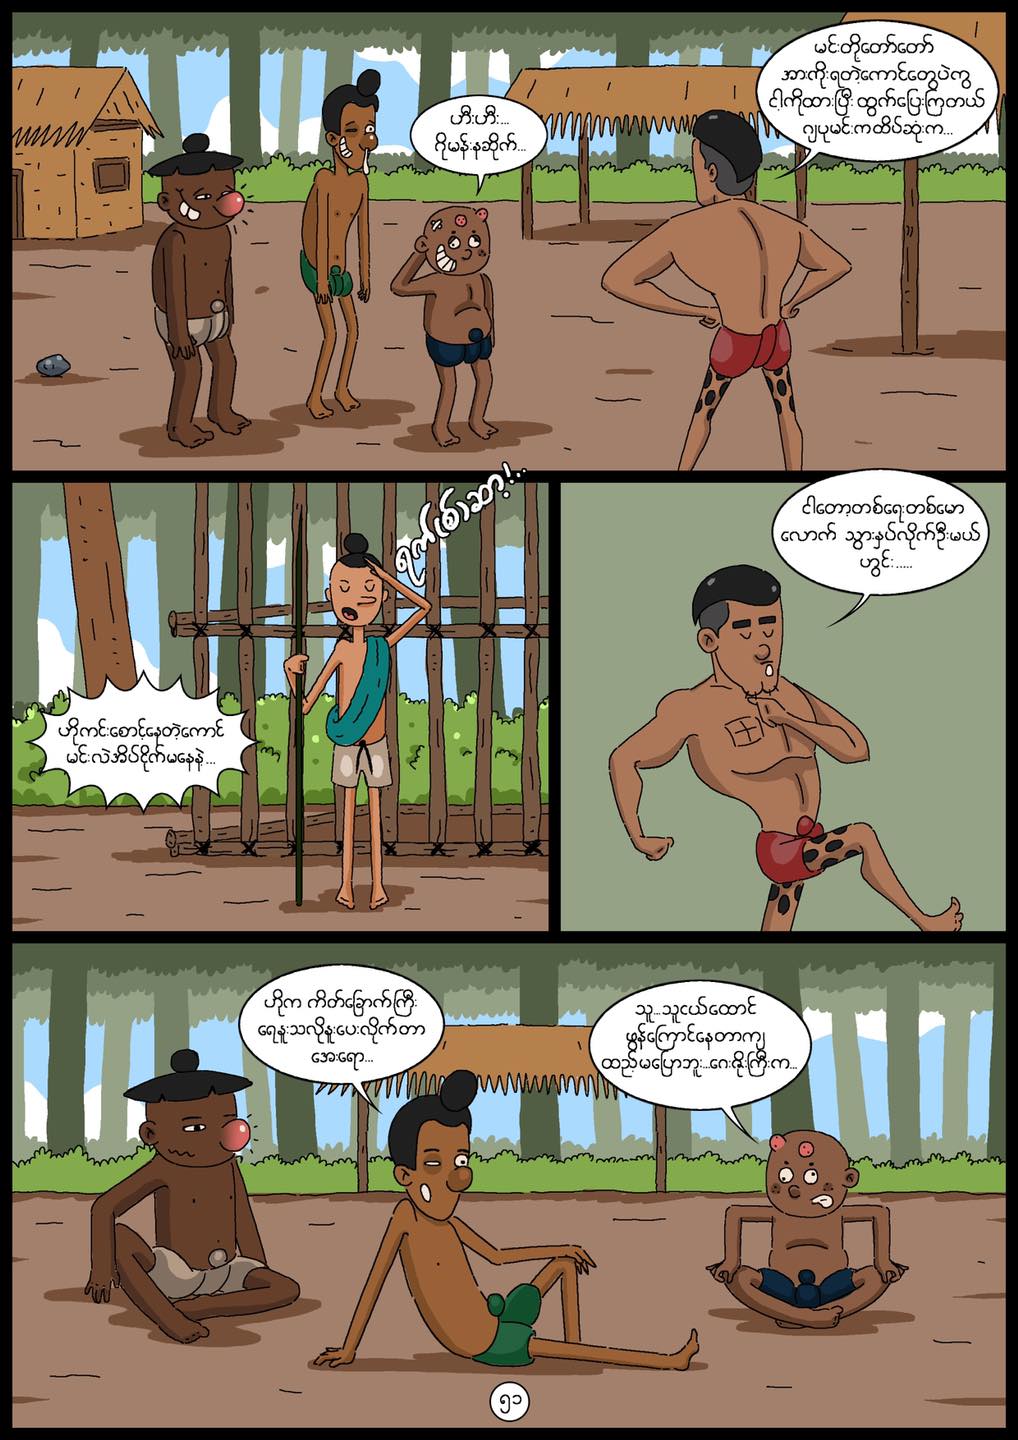 ဟီးဟီး...
ဂိုမန်းနဆိုက်...
မင်းတို့တော်တော်
အားကိုးရတဲ့ကောင်တွေပဲကွ
ငါ့ကိုထားပြီး ထွက်ပြေးကြတယ်
ဂျပုမင်းကထိပ်ဆုံးက...
ရက်(စ်)ဆာ့!..
ဟိုကင်းစောင့်နေတဲ့ကောင်
မင်းလဲအိပ်ငိုက်မနေနဲ့...
ငါတော့တစ်ရေးတစ်မော
လောက် သွားနှပ်လိုက်ဦးမယ်
ဟွင်း.....
ဟိုက ကိတ်ခြောက်ကြီး
ရေနူးသလိုနူးပေးလိုက်တာ
အေးရော...
သူ...သူငယ်ထောင်
ဖွန်ကြောင်နေတာကျ
ထည့်မပြောဘူး...ဂေးဇိုးကြီးက...
၅၁